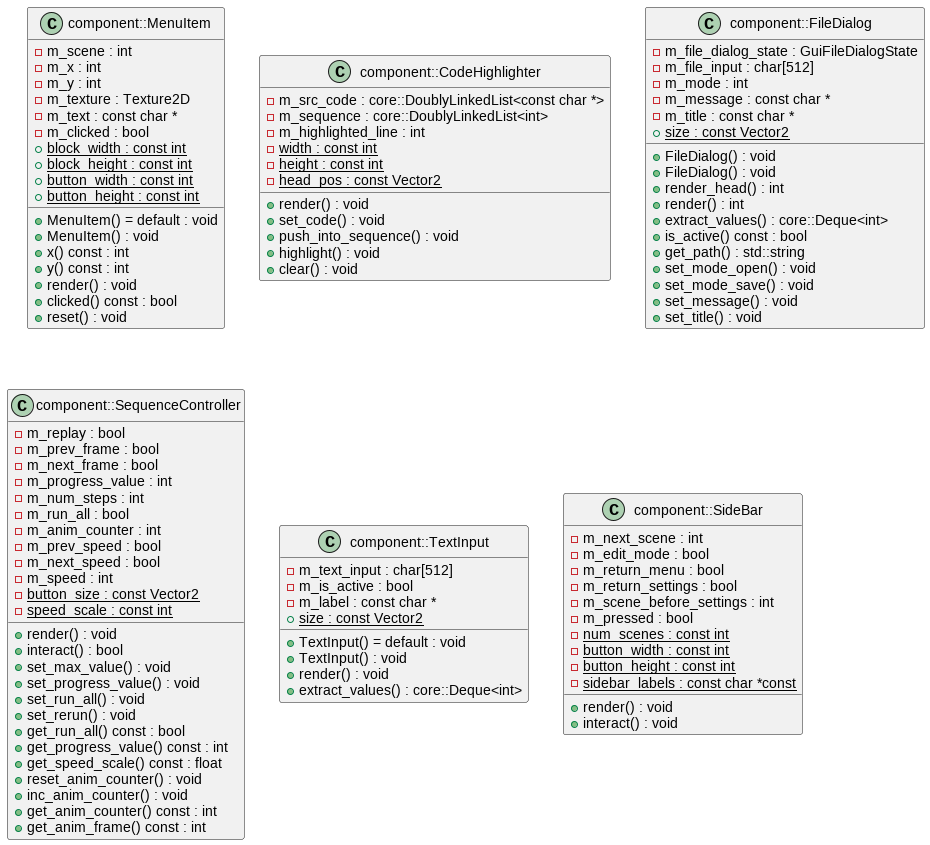 C component::MenuItem
m_scene : int
m_x : int
m_y : int
m_texture : Texture2D
m_text : const char *
m_clicked : bool
block_width : const int
block_height : const int
button_width : const int
button_height : const int
MenuItem() = default : void
MenuItem() : void
x() const : int
y() const : int
render() : void
clicked() const : bool
reset() : void
C component::CodeHighlighter
m_src_code : core::DoublyLinkedList<const char *>
m_sequence : core::DoublyLinkedList<int>
m_highlighted_line : int
width : const int
height : const int
head_pos : const Vector2
render() : void
set_code() : void
push_into_sequence() : void
highlight() : void
clear() : void
C component::FileDialog
m_file_dialog_state : GuiFileDialogState
m_file_input : char[512]
m_mode : int
m_message : const char *
m_title : const char *
size : const Vector2
FileDialog() : void
FileDialog() : void
render_head() : int
render() : int
extract_values() : core::Deque<int>
is_active() const : bool
get_path() : std::string
set_mode_open() : void
set_mode_save() : void
set_message() : void
set_title() : void
C component::SequenceController
m_replay : bool
m_prev_frame : bool
m_next_frame : bool
m_progress_value : int
m_num_steps : int
m_run_all : bool
m_anim_counter : int
m_prev_speed : bool
m_next_speed : bool
m_speed : int
button_size : const Vector2
speed_scale : const int
render() : void
interact() : bool
set_max_value() : void
set_progress_value() : void
set_run_all() : void
set_rerun() : void
get_run_all() const : bool
get_progress_value() const : int
get_speed_scale() const : float
reset_anim_counter() : void
inc_anim_counter() : void
get_anim_counter() const : int
get_anim_frame() const : int
C component::TextInput
m_text_input : char[512]
m_is_active : bool
m_label : const char *
size : const Vector2
TextInput() = default : void
TextInput() : void
render() : void
extract_values() : core::Deque<int>
C component::SideBar
m_next_scene : int
m_edit_mode : bool
m_return_menu : bool
m_return_settings : bool
m_scene_before_settings : int
m_pressed : bool
num_scenes : const int
button_width : const int
button_height : const int
sidebar_labels : const char *const
render() : void
interact() : void